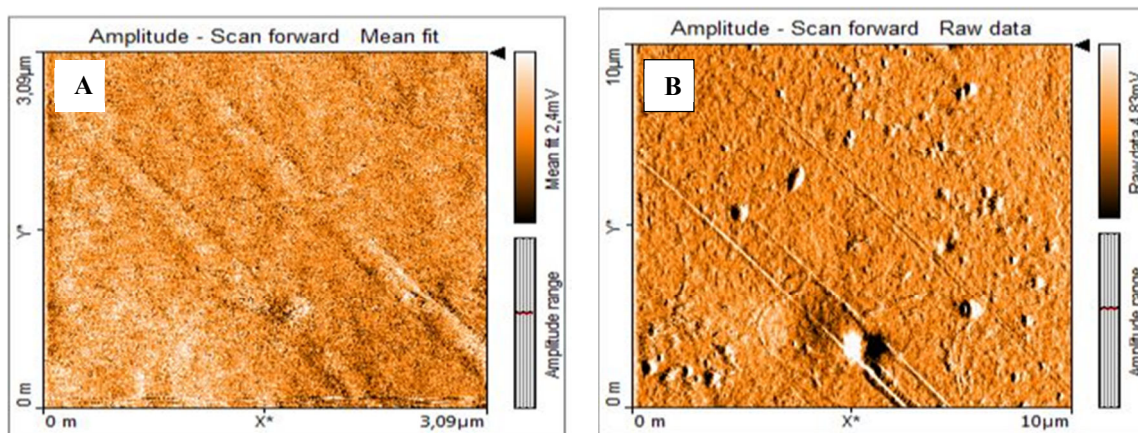 Amplitude - Scan forward Mean fit
A
3,09µm
Y*
0 m
0 m
X*
3,09µm
Mean fit 2,4mV
Amplitude range
Amplitude - Scan forward Raw data
B
10µm
Y*
0 m
0 m
X*
10µm
Raw data 4,83mV
Amplitude range